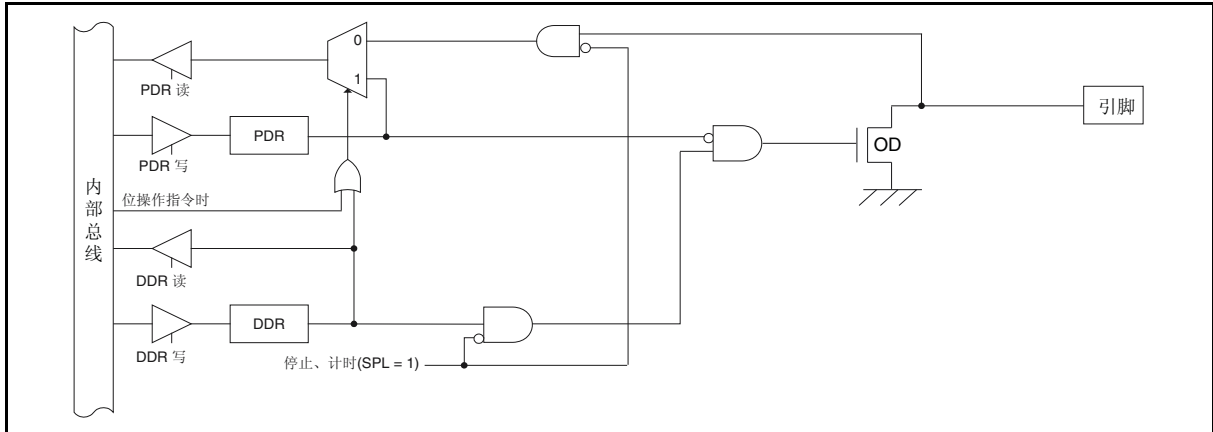 0
PDR 读
1
引脚
PDR
OD
PDR 写
内部总线
位操作指令时
DDR 读
DDR
DDR 写
停止、计时(SPL = 1)